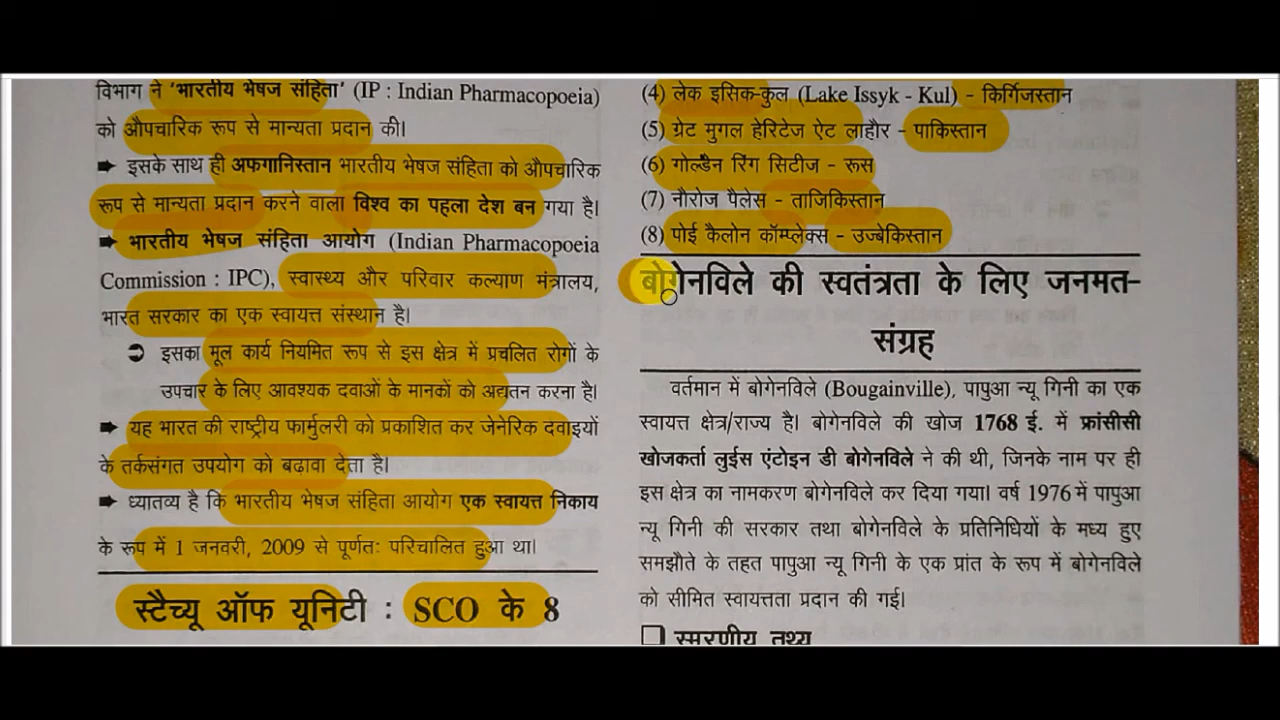 विभाग ने 'भारतीय भेषज संहिता' (IP : Indian Pharmacopoeia)
को औपचारिक रूप से मान्यता प्रदान की।
➨ इसके साथ ही अफगानिस्तान भारतीय भेषज संहिता को औपचारिक
रूप से मान्यता प्रदान करने वाला विश्व का पहला देश बन गया है।
➨ भारतीय भेषज संहिता आयोग (Indian Pharmacopoeia
Commission : IPC), स्वास्थ्य और परिवार कल्याण मंत्रालय,
भारत सरकार का एक स्वायत्त संस्थान है।
➲ इसका मूल कार्य नियमित रूप से इस क्षेत्र में प्रचलित रोगों के
उपचार के लिए आवश्यक दवाओं के मानकों को अद्यतन करना है।
➨ यह भारत की राष्ट्रीय फार्मुलरी को प्रकाशित कर जेनेरिक दवाइयों
के तर्कसंगत उपयोग को बढ़ावा देता है।
➨ ध्यातव्य है कि भारतीय भेषज संहिता आयोग एक स्वायत्त निकाय
के रूप में 1 जनवरी, 2009 से पूर्णतः परिचालित हुआ था।
स्टैच्यू ऑफ यूनिटी : SCO के 8
(4) लेक इसिक-कुल (Lake Issyk - Kul) - किर्गिजस्तान
(5) ग्रेट मुगल हेरिटेज ऐट लाहौर - पाकिस्तान
(6) गोल्डेन रिंग सिटीज - रूस
(7) नौरोज पैलेस - ताजिकिस्तान
(8) पोई कैलोन कॉम्प्लेक्स - उज्बेकिस्तान
बोगेनविले की स्वतंत्रता के लिए जनमत-
संग्रह
वर्तमान में बोगेनविले (Bougainville), पापुआ न्यू गिनी का एक
स्वायत्त क्षेत्र/राज्य है। बोगेनविले की खोज 1768 ई. में फ्रांसीसी
खोजकर्ता लुईस एंटोइन डी बोगेनविले ने की थी, जिनके नाम पर ही
इस क्षेत्र का नामकरण बोगेनविले कर दिया गया। वर्ष 1976 में पापुआ
न्यू गिनी की सरकार तथा बोगेनविले के प्रतिनिधियों के मध्य हुए
समझौते के तहत पापुआ न्यू गिनी के एक प्रांत के रूप में बोगेनविले
को सीमित स्वायत्तता प्रदान की गई।
❑ स्मरणीय तथ्य